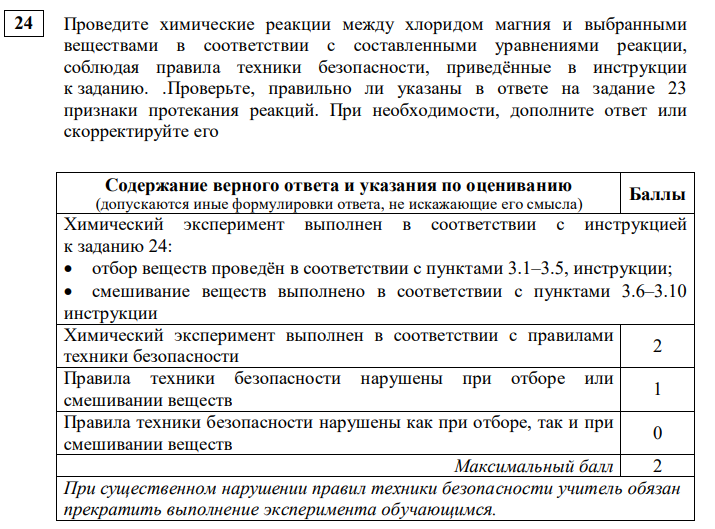 24
Проведите химические реакции между хлоридом магния и выбранными
веществами в соответствии с составленными уравнениями реакции,
соблюдая правила техники безопасности, приведённые в инструкции
к заданию. .Проверьте, правильно ли указаны в ответе на задание 23
признаки протекания реакций. При необходимости, дополните ответ или
скорректируйте его
Содержание верного ответа и указания по оцениванию
(допускаются иные формулировки ответа, не искажающие его смысла)
Баллы
Химический эксперимент выполнен в соответствии с инструкцией
к заданию 24:
• отбор веществ проведён в соответствии с пунктами 3.1–3.5, инструкции;
• смешивание веществ выполнено в соответствии с пунктами 3.6–3.10
инструкции
Химический эксперимент выполнен в соответствии с правилами
техники безопасности
2
Правила техники безопасности нарушены при отборе или
смешивании веществ
1
Правила техники безопасности нарушены как при отборе, так и при
смешивании веществ
0
Максимальный балл
2
При существенном нарушении правил техники безопасности учитель обязан
прекратить выполнение эксперимента обучающимся.